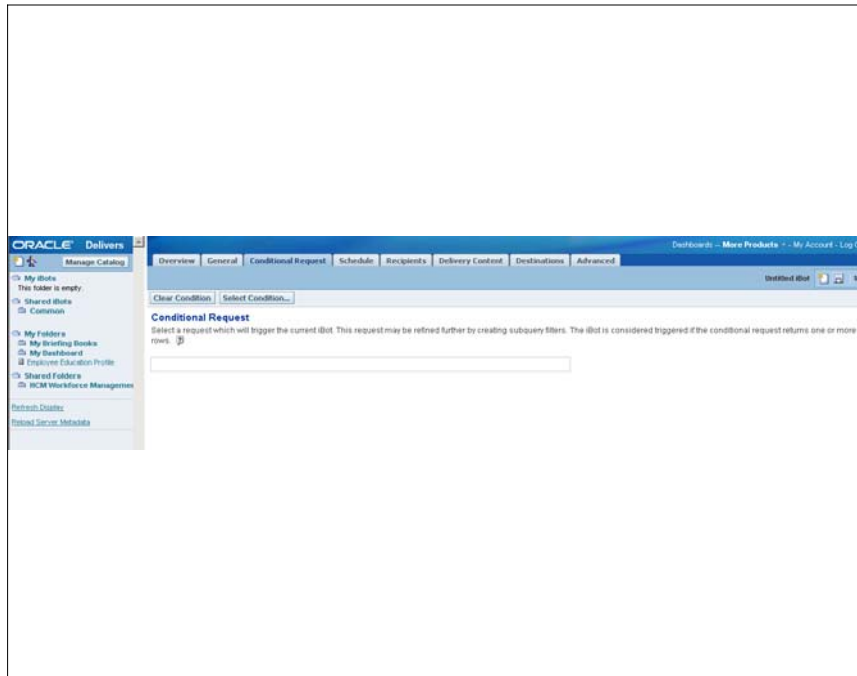 ORACLE' Delivers
Manage Catalog
My iBots
This folder is empty.
Shared iBots
Common
My Folders
My Briefing Books
My Dashboard
Employee Education Profile
Shared Folders
HCM Workforce Managemen
Refresh Display
Reload Server Metadata
Dashboards - More Products - My Account - Log
Overview General Conditional Request Schedule Recipients Delivery Content Destinations Advanced
Untitled iBot
Clear Condition Select Condition...
Conditional Request
Select a request which will trigger the current iBot. This request may be refined further by creating subquery filters. The iBot is considered triggered if the conditional request returns one or more
rows.